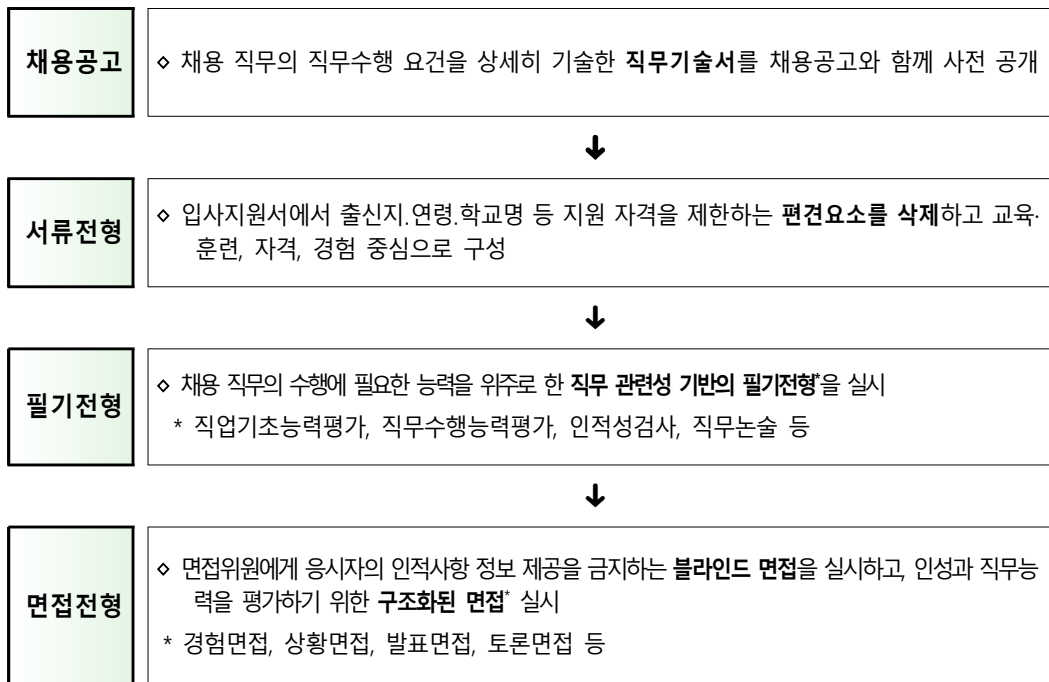 채용공고
◇ 채용 직무의 직무수행 요건을 상세히 기술한 직무기술서를 채용공고와 함께 사전 공개
↓
서류전형
◇ 입사지원서에서 출신지.연령.학교명 등 지원 자격을 제한하는 편견요소를 삭제하고 교육·
훈련, 자격, 경험 중심으로 구성
↓
필기전형
◇ 채용 직무의 수행에 필요한 능력을 위주로 한 직무 관련성 기반의 필기전형*을 실시
* 직업기초능력평가, 직무수행능력평가, 인적성검사, 직무논술 등
↓
면접전형
◇ 면접위원에게 응시자의 인적사항 정보 제공을 금지하는 블라인드 면접을 실시하고, 인성과 직무능
력을 평가하기 위한 구조화된 면접* 실시
* 경험면접, 상황면접, 발표면접, 토론면접 등